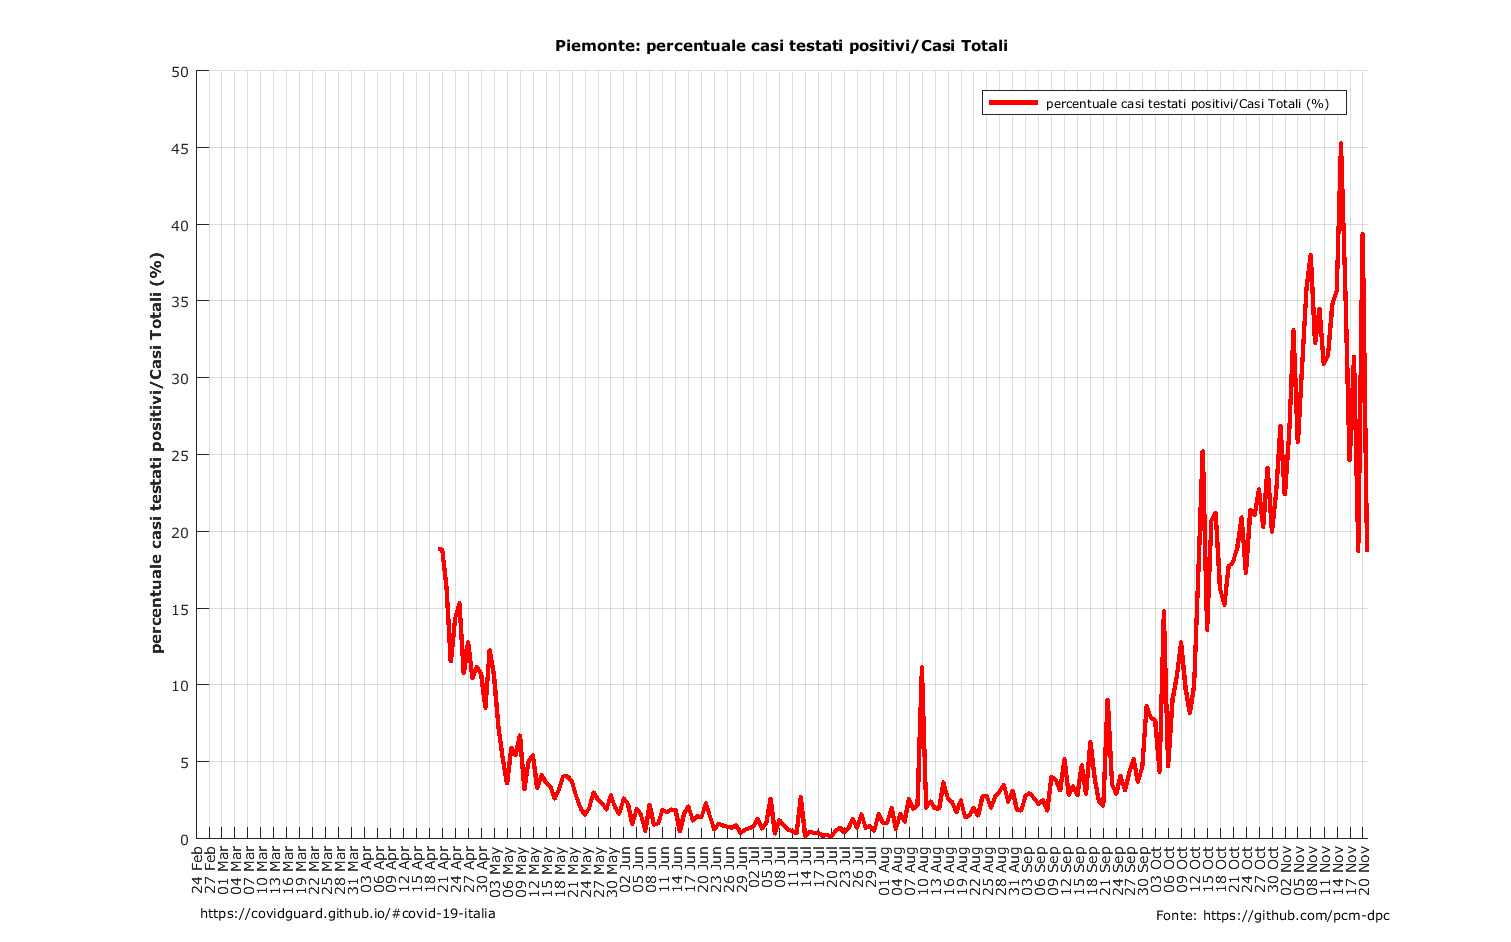 Piemonte: percentuale casi testati positivi/Casi Totali
percentuale casi testati positivi/Casi Totali (%)
percentuale casi testati positivi/Casi Totali (%)
50
45
40
35
30
25
20
15
10
5
0
24 Feb
27 Feb
01 Mar
04 Mar
07 Mar
10 Mar
13 Mar
16 Mar
19 Mar
22 Mar
25 Mar
28 Mar
31 Mar
03 Apr
06 Apr
09 Apr
12 Apr
15 Apr
18 Apr
21 Apr
24 Apr
27 Apr
30 Apr
03 May
06 May
09 May
12 May
15 May
18 May
21 May
24 May
27 May
30 May
02 Jun
05 Jun
08 Jun
11 Jun
14 Jun
17 Jun
20 Jun
23 Jun
26 Jun
29 Jun
02 Jul
05 Jul
08 Jul
11 Jul
14 Jul
17 Jul
20 Jul
23 Jul
26 Jul
29 Jul
01 Aug
04 Aug
07 Aug
10 Aug
13 Aug
16 Aug
19 Aug
22 Aug
25 Aug
28 Aug
31 Aug
03 Sep
06 Sep
09 Sep
12 Sep
15 Sep
18 Sep
21 Sep
24 Sep
27 Sep
30 Sep
03 Oct
06 Oct
09 Oct
12 Oct
15 Oct
18 Oct
21 Oct
24 Oct
27 Oct
30 Oct
02 Nov
05 Nov
08 Nov
11 Nov
14 Nov
17 Nov
20 Nov
https://covidguard.github.io/#covid-19-italia
Fonte: https://github.com/pcm-dpc